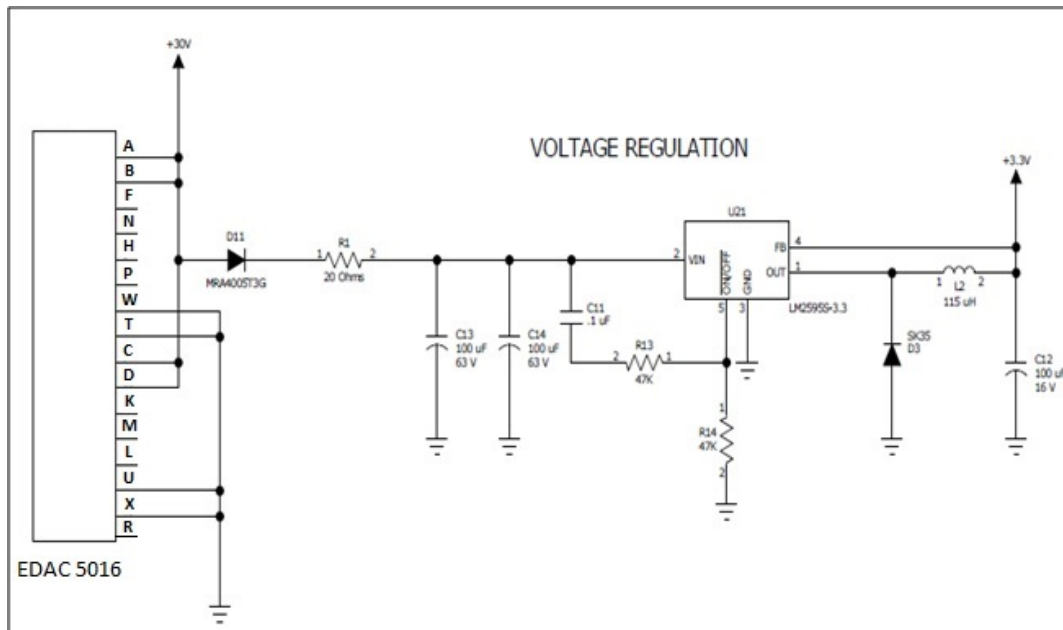 +30V
A
B
F
N
H
P
W
T
C
D
K
M
L
U
X
R
EDAC 5016
VOLTAGE REGULATION
D11
MRA4005T3G
1
R1
2
20 Ohms
C13
100 uF
63 V
C14
100 uF
63 V
C11
.1 uF
2
R13
1
47K
1
R14
47K
2
U21
2
VIN
ON/OFF
GND
FB
OUT
4
1
5
3
LM2595S-3.3
+3.3V
1
L2
2
115 uH
SK35
D3
C12
100 uF
16 V